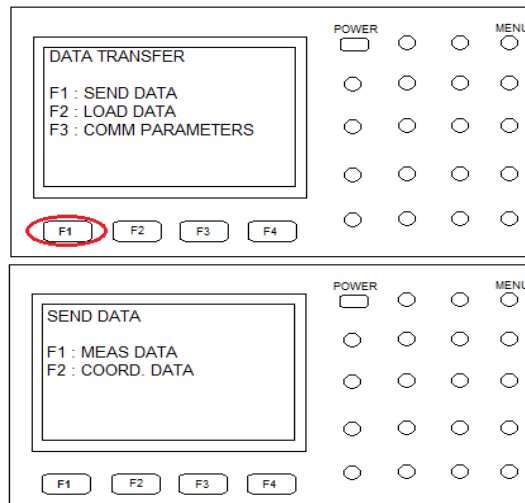 POWER MENU
DATA TRANSFER
F1 : SEND DATA
F2 : LOAD DATA
F3 : COMM PARAMETERS
F1 F2 F3 F4
POWER MENU
SEND DATA
F1 : MEAS DATA
F2 : COORD. DATA
F1 F2 F3 F4